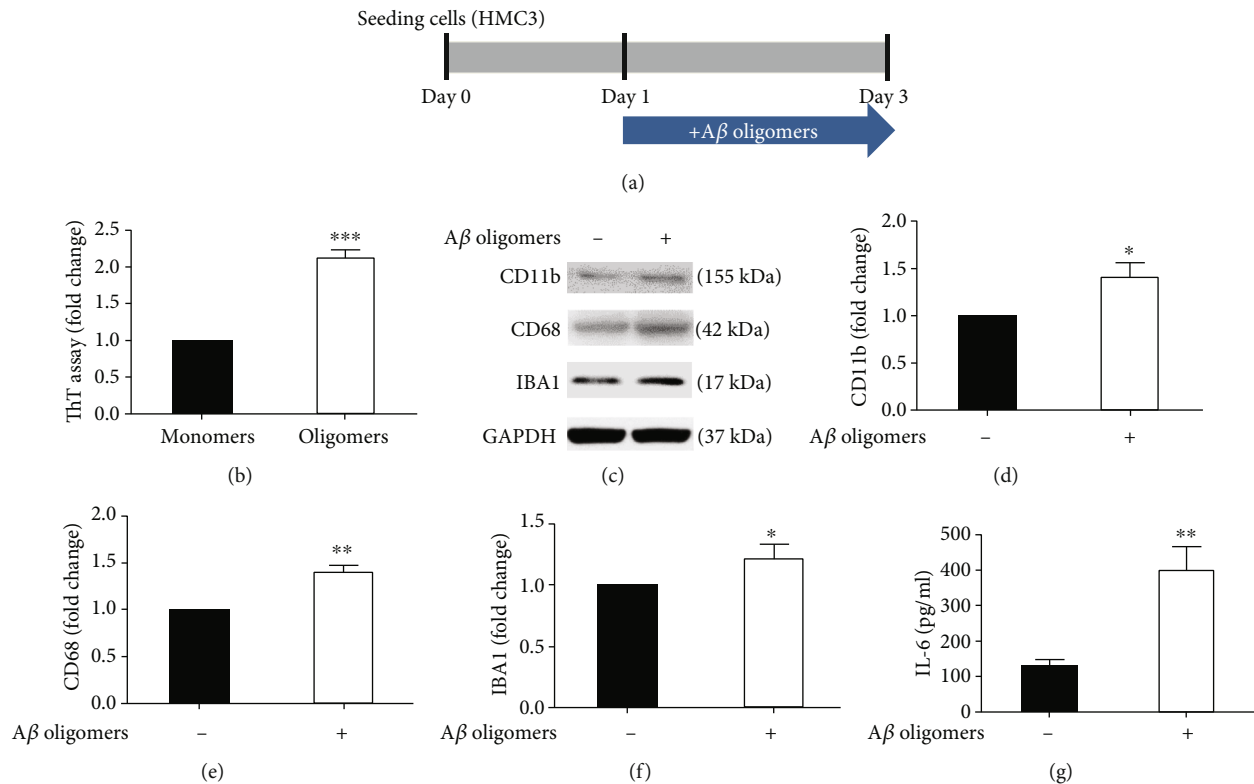 Seeding cells (HMC3)
Day 0 Day 1 Day 3
+Aβ oligomers
(a)
ThT assay (fold change)
2.5
2.0
1.5
1.0
0.5
0.0
***
Monomers Oligomers
(b)
Aβ oligomers – +
CD11b (155 kDa)
CD68 (42 kDa)
IBA1 (17 kDa)
GAPDH (37 kDa)
(c)
CD11b (fold change)
2.0
1.5
1.0
0.5
0.0
*
Aβ oligomers – +
(d)
CD68 (fold change)
2.0
1.5
1.0
0.5
0.0
**
Aβ oligomers – +
(e)
IBA1 (fold change)
1.5
1.0
0.5
0.0
*
Aβ oligomers – +
(f)
IL-6 (pg/ml)
500
400
300
200
100
0
**
Aβ oligomers – +
(g)